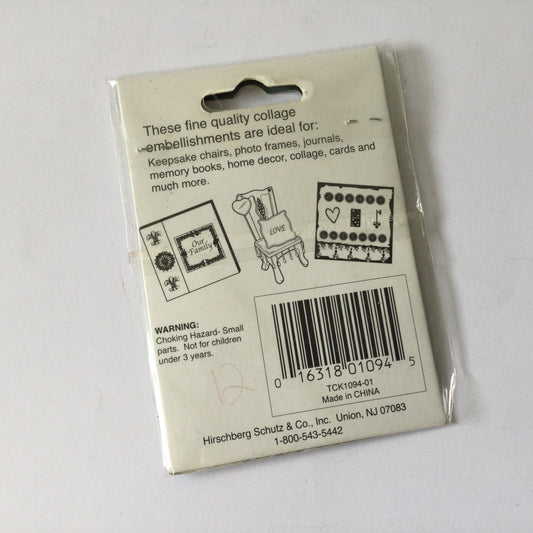 These fine quality collage
embellishments are ideal for:
Keepsake chairs, photo frames, journals,
memory books, home decor, collage, cards and
much more.
Our
Family
LOVE
WARNING:
Choking Hazard- Small
parts. Not for children
under 3 years.
12
0 16318 01094 5
TCK1094-01
Made in CHINA
Hirschberg Schutz & Co., Inc. Union, NJ 07083
1-800-543-5442